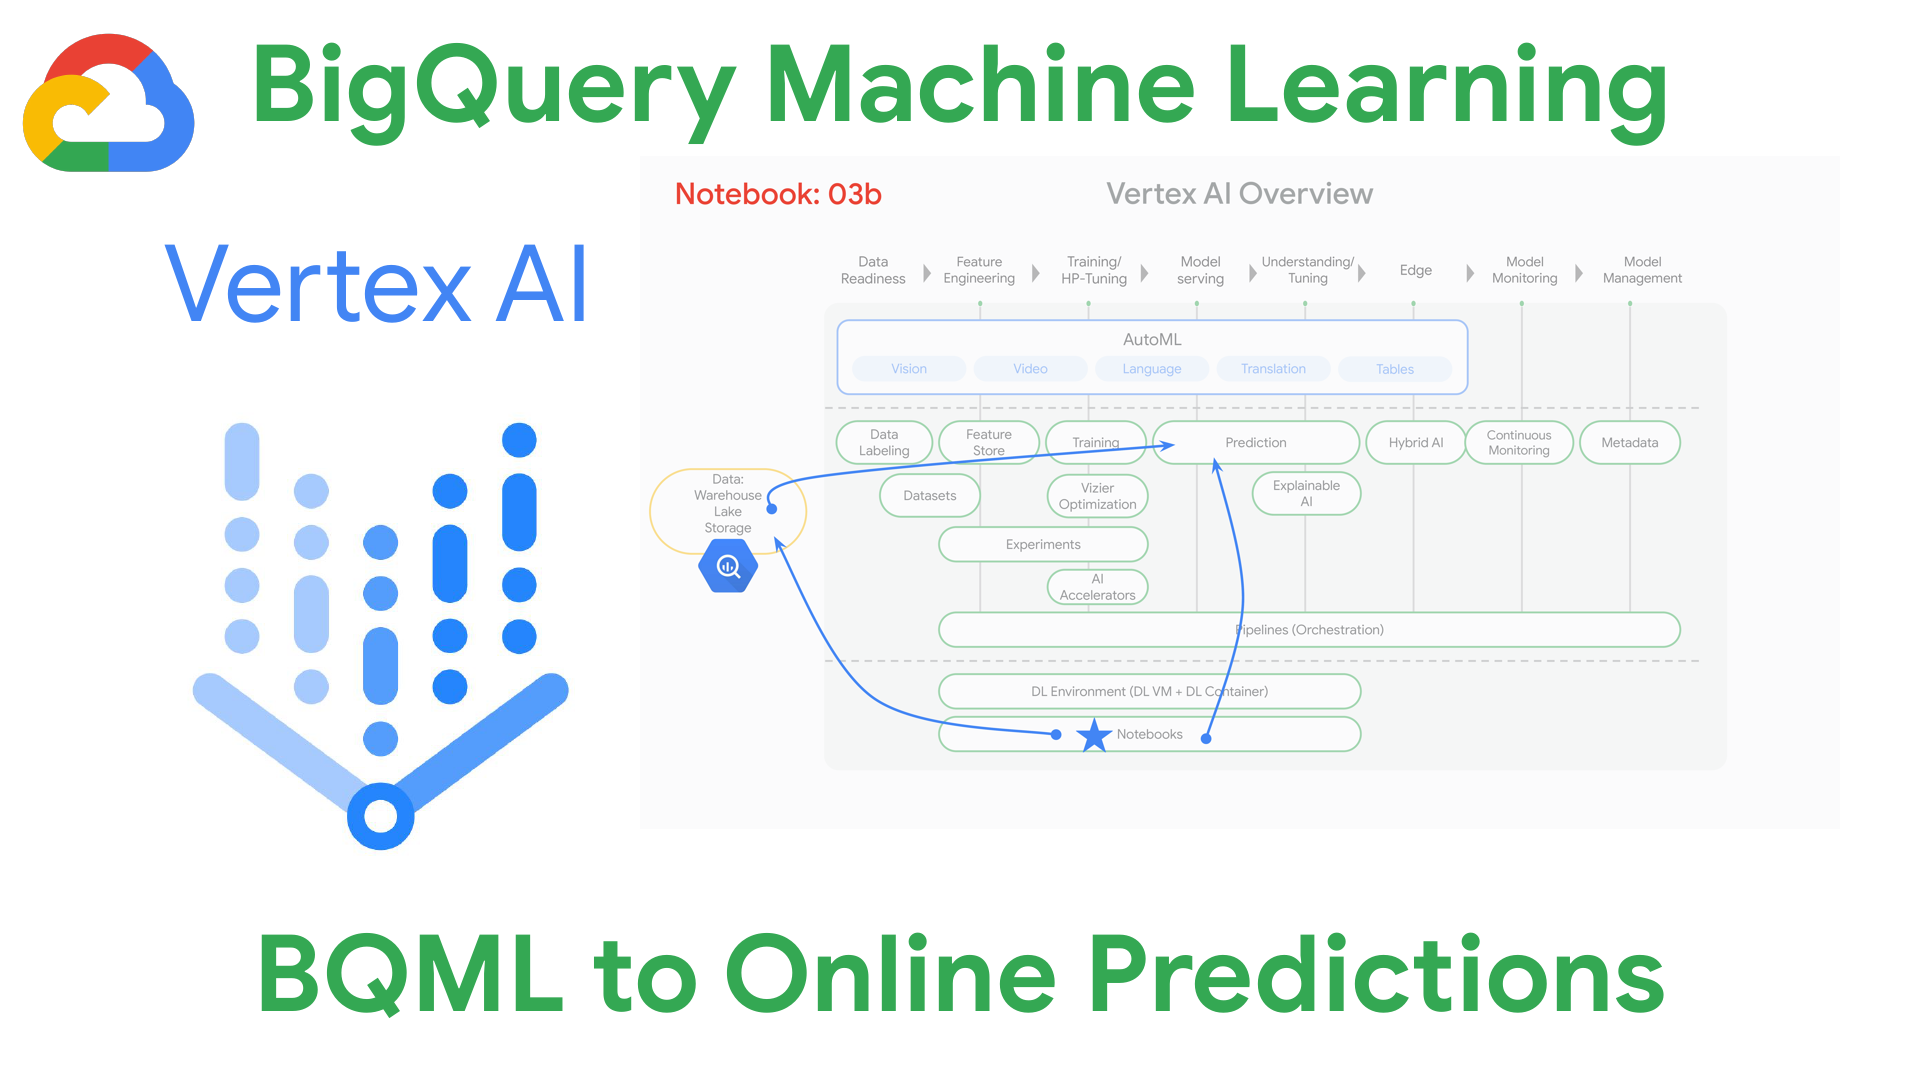 BigQuery Machine Learning
Vertex AI
Notebook: 03b
Vertex AI Overview
Data
Readiness
Feature
Engineering
Training/
HP-Tuning
Model
serving
Understanding/
Tuning
Edge
Model
Monitoring
Model
Management
AutoML
Vision
Video
Language
Translation
Tables
Data
Labeling
Feature
Store
Training
Prediction
Hybrid AI
Continuous
Monitoring
Metadata
Data:
Warehouse
Lake
Storage
Datasets
Vizier
Optimization
Explainable
AI
Experiments
AI
Accelerators
Pipelines (Orchestration)
DL Environment (DL VM + DL Container)
Notebooks
BQML to Online Predictions